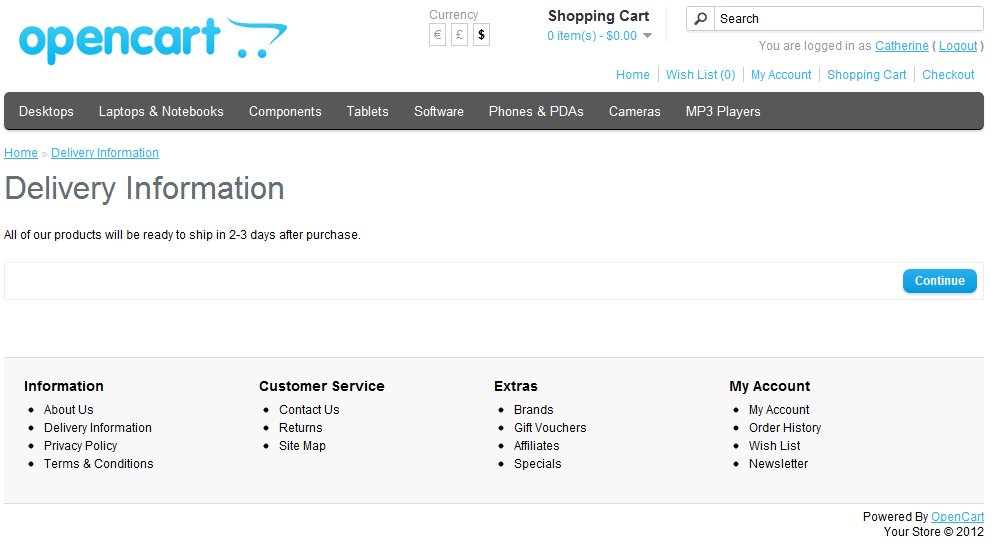 opencart
Currency
€ £ $
Shopping Cart
0 item(s) - $0.00
Search
You are logged in as Catherine ( Logout )
Home Wish List (0) My Account Shopping Cart Checkout
Desktops Laptops & Notebooks Components Tablets Software Phones & PDAs Cameras MP3 Players
Home » Delivery Information
Delivery Information
All of our products will be ready to ship in 2-3 days after purchase.
Continue
Information
About Us
Delivery Information
Privacy Policy
Terms & Conditions
Customer Service
Contact Us
Returns
Site Map
Extras
Brands
Gift Vouchers
Affiliates
Specials
My Account
My Account
Order History
Wish List
Newsletter
Powered By OpenCart
Your Store © 2012